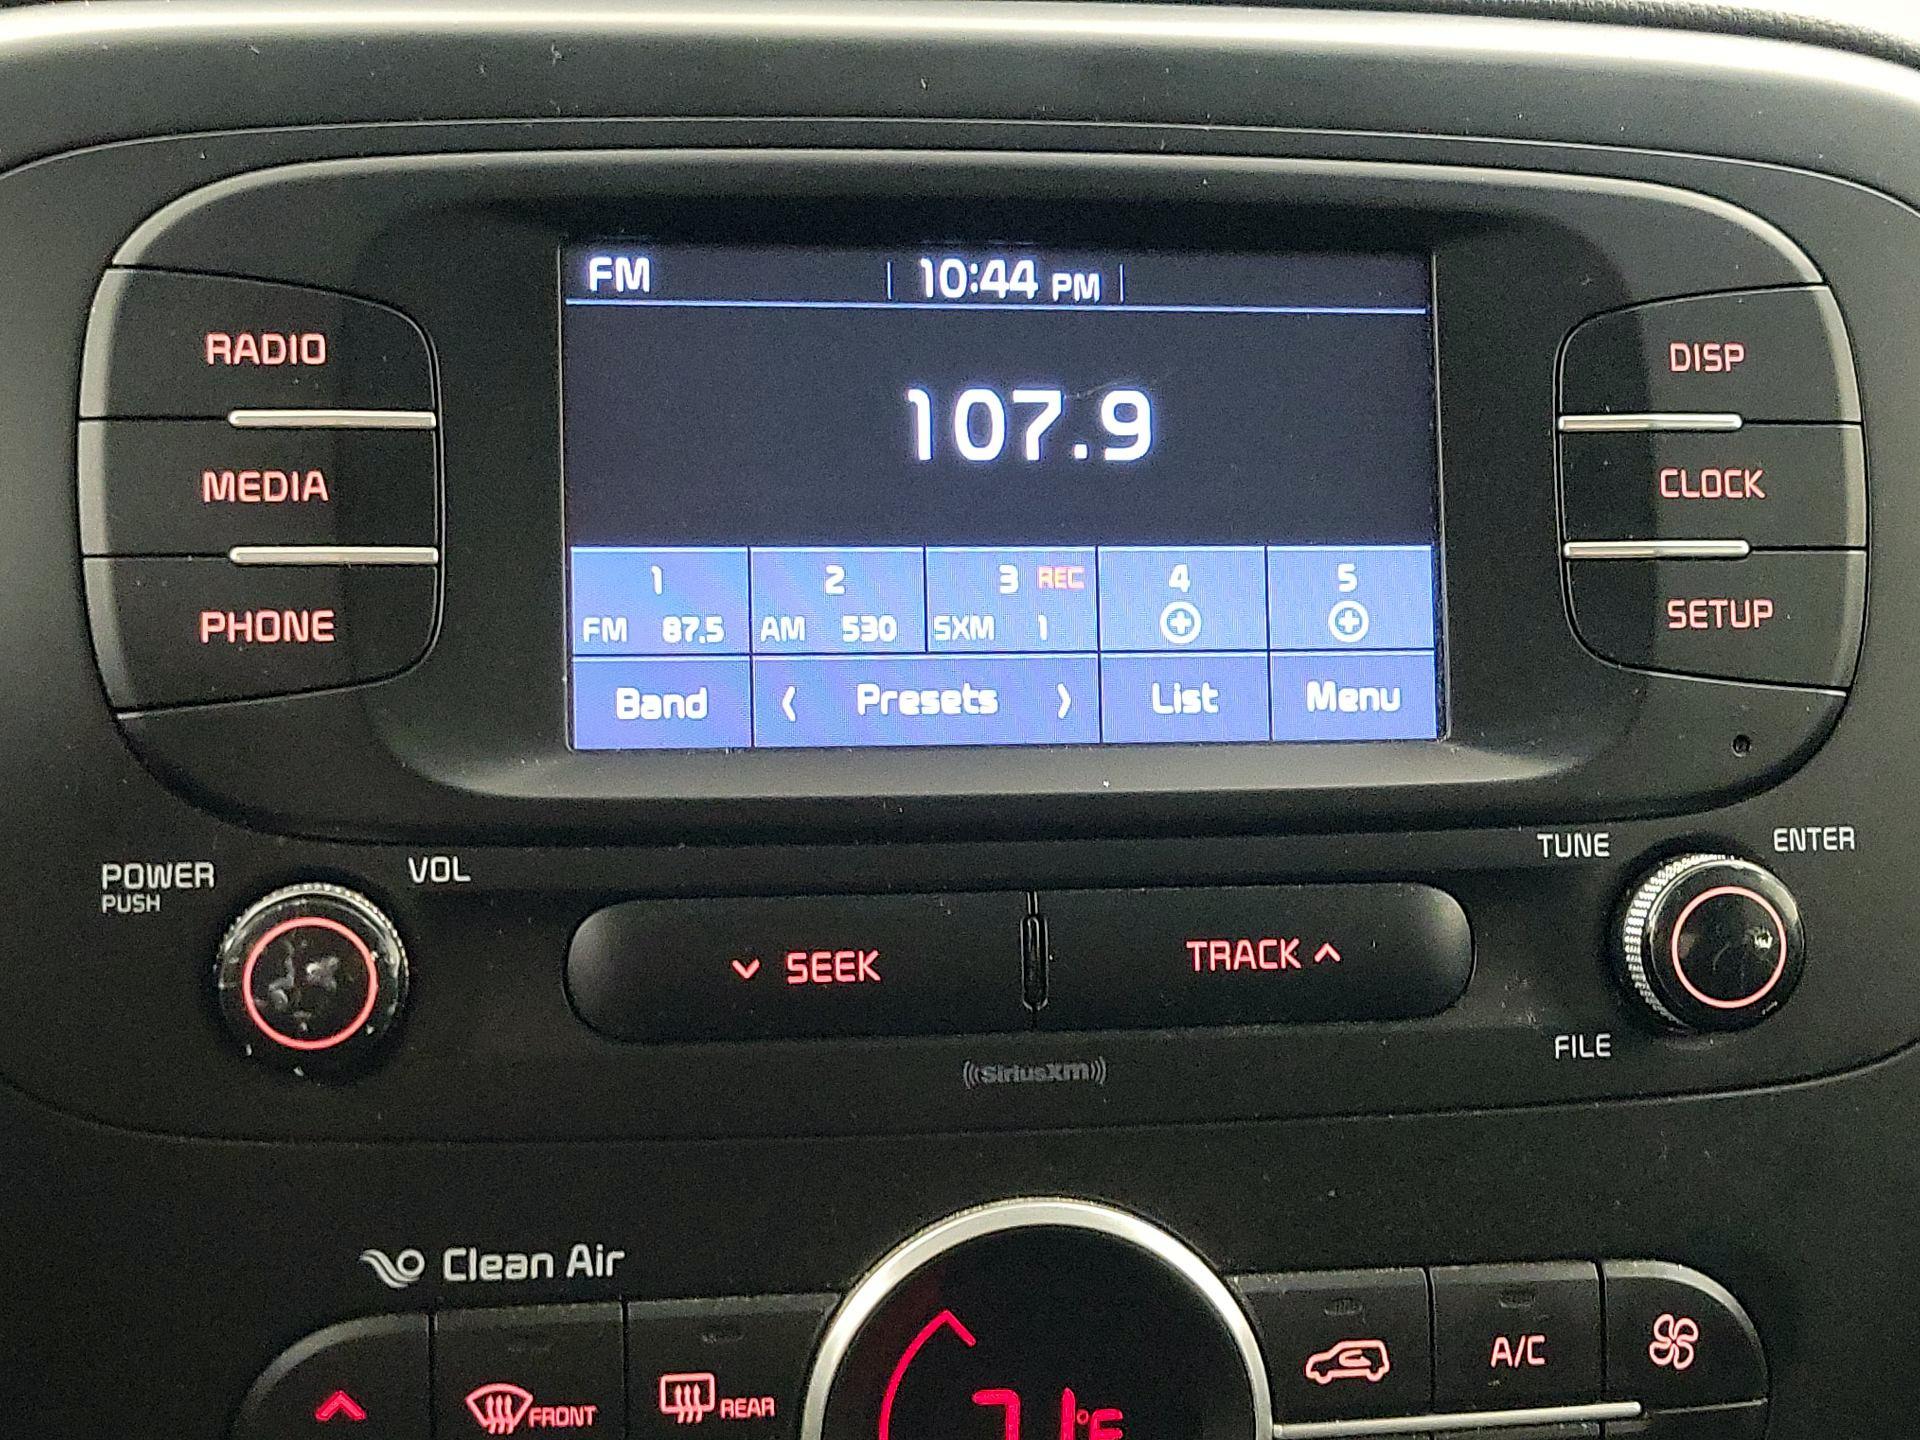 FM 10:44 PM
107.9
RADIO
MEDIA
PHONE
DISP
CLOCK
SETUP
1 2 3 REC 4 5
FM 87.5 AM 530 SXM 1
Band Presets List Menu
POWER
PUSH
VOL
SEEK
TRACK
TUNE
ENTER
FILE
SiriusXM
Clean Air
FRONT
REAR
71°F
A/C